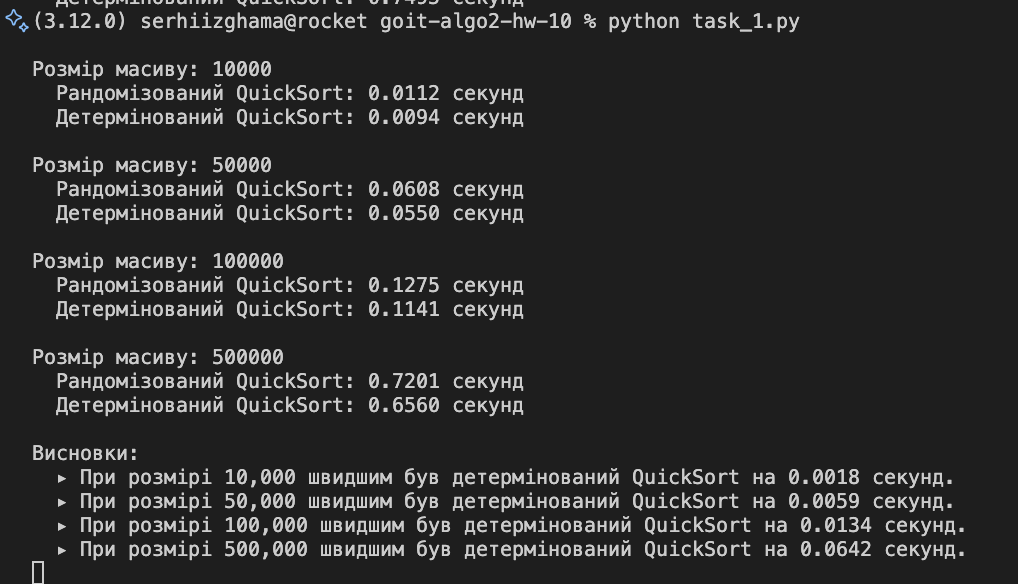 (3.12.0) serhiizghama@rocket goit-algo2-hw-10 % python task_1.py
Розмір масиву: 10000
Рандомізований QuickSort: 0.0112 секунд
Детермінований QuickSort: 0.0094 секунд
Розмір масиву: 50000
Рандомізований QuickSort: 0.0608 секунд
Детермінований QuickSort: 0.0550 секунд
Розмір масиву: 100000
Рандомізований QuickSort: 0.1275 секунд
Детермінований QuickSort: 0.1141 секунд
Розмір масиву: 500000
Рандомізований QuickSort: 0.7201 секунд
Детермінований QuickSort: 0.6560 секунд
Висновки:
▸ При розмірі 10,000 швидшим був детермінований QuickSort на 0.0018 секунд.
▸ При розмірі 50,000 швидшим був детермінований QuickSort на 0.0059 секунд.
▸ При розмірі 100,000 швидшим був детермінований QuickSort на 0.0134 секунд.
▸ При розмірі 500,000 швидшим був детермінований QuickSort на 0.0642 секунд.